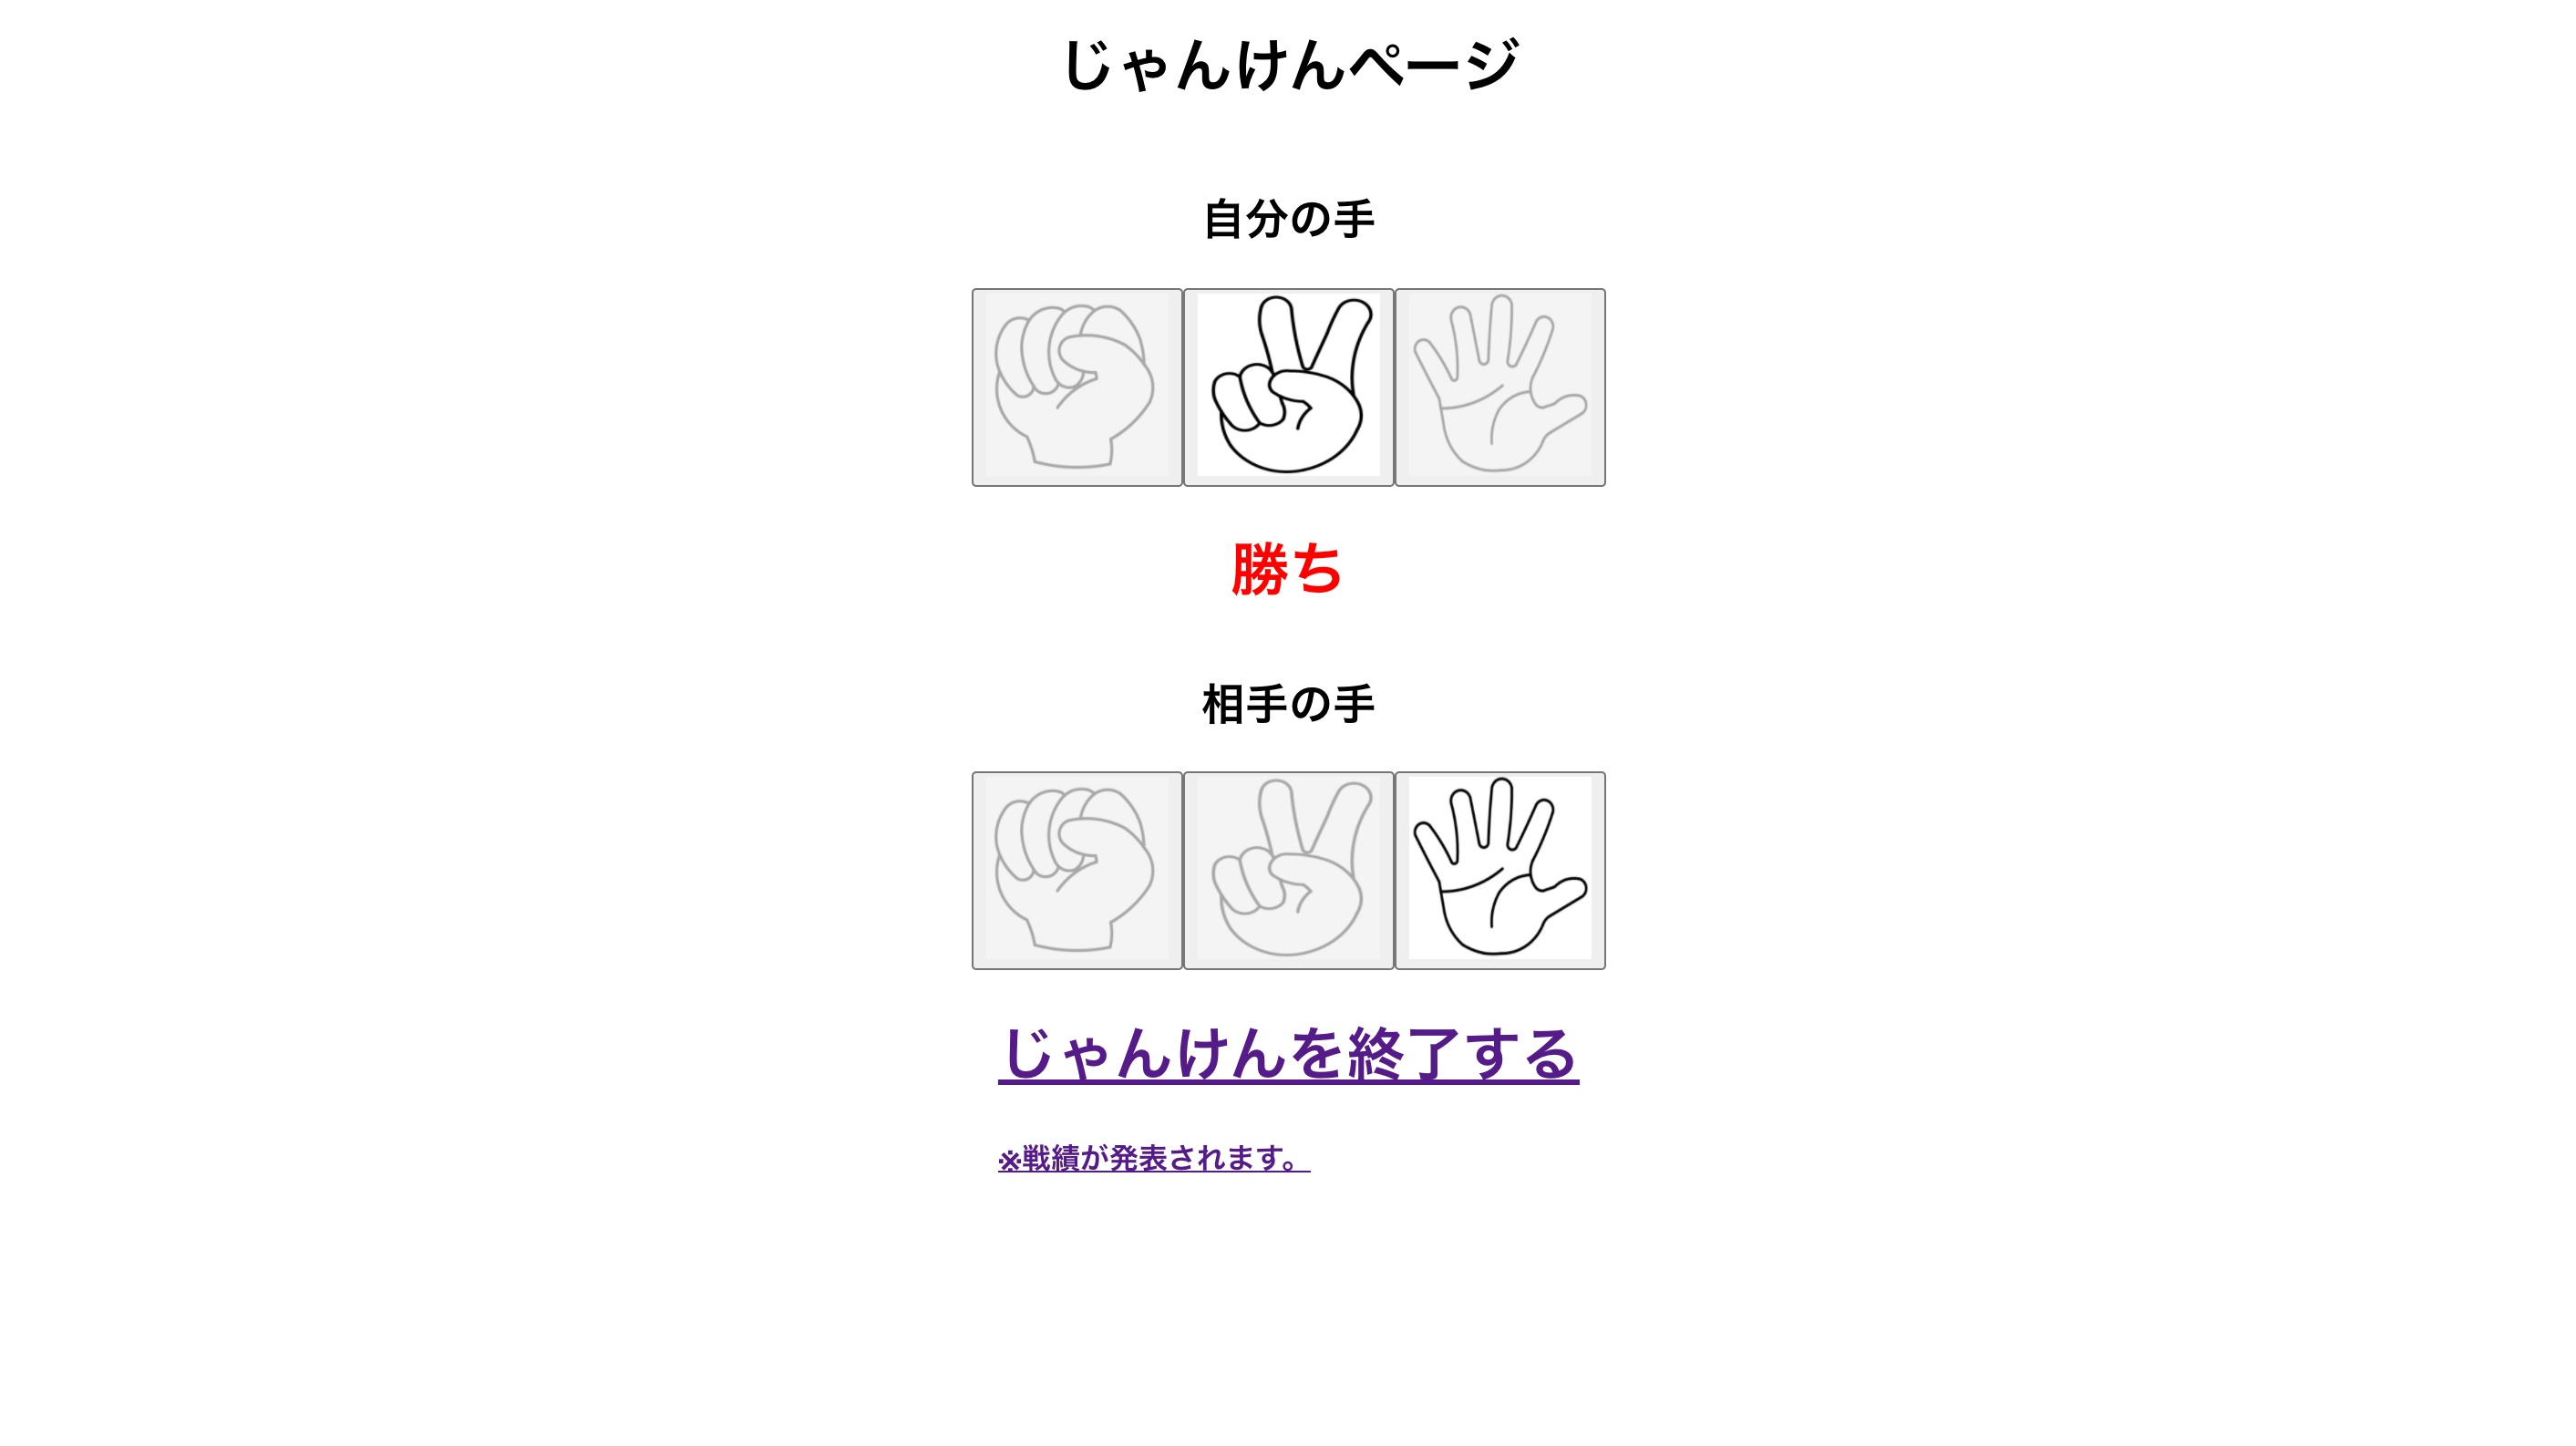 じゃんけんページ
自分の手
勝ち
相手の手
じゃんけんを終了する
※戦績が発表されます。